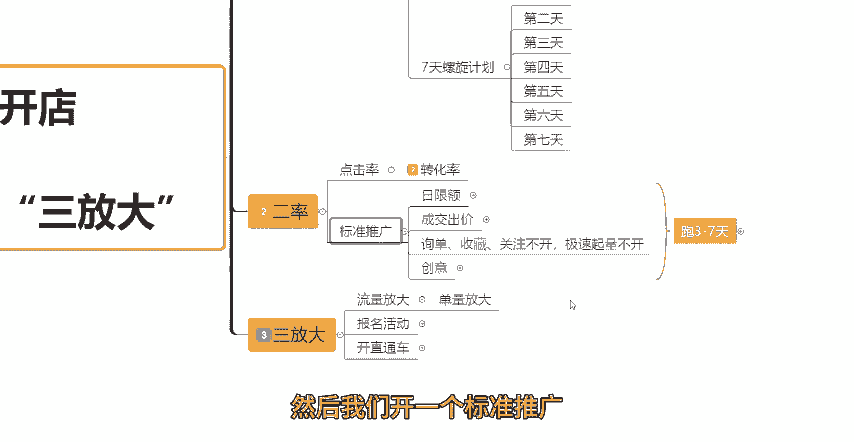 第二天
第三天
7天螺旋计划
第四天
第五天
第六天
第七天
开店
“三放大”
2 二率
点击率
2 转化率
标准推广
日限额
成交出价
询单、收藏、关注不开，极速起量不开
创意
跑3-7天
3 三放大
流量放大
单量放大
报名活动
开直通车
然后我们开一个标准推广